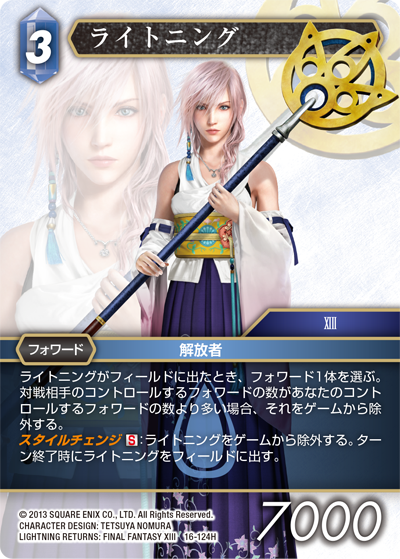 3
ライトニング
XIII
フォワード
解放者
ライトニングがフィールドに出たとき、フォワード1体を選ぶ。
対戦相手のコントロールするフォワードの数があなたのコント
ロールするフォワードの数より多い場合、それをゲームから除
外する。
スタイルチェンジ S:ライトニングをゲームから除外する。ター
ン終了時にライトニングをフィールドに出す。
© 2013 SQUARE ENIX CO., LTD. All Rights Reserved.
CHARACTER DESIGN: TETSUYA NOMURA
LIGHTNING RETURNS: FINAL FANTASY XIII 16-124H
7000